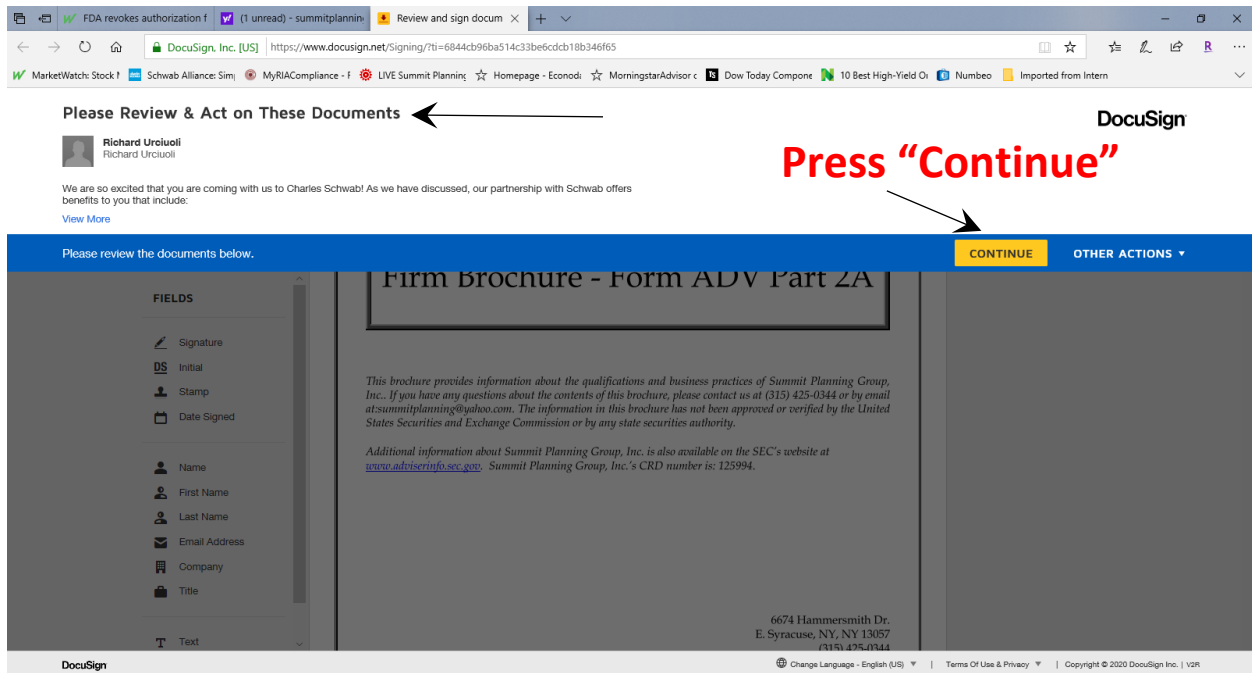 FDA revokes authorization f
(1 unread) - summitplannin
Review and sign docum
DocuSign, Inc. [US] https://www.docusign.net/Signing/?ti=6844cb96ba514c33be6cdcb18b346f65
MarketWatch: Stock M Schwab Alliance: Simp MyRIACompliance - F LIVE Summit Planning Homepage - Econoda MorningstarAdvisor c Dow Today Compone 10 Best High-Yield On Numbeo Imported from Intern
Please Review & Act on These Documents
DocuSign
Richard Urciuoli
Richard Urciuoli
Press “Continue”
We are so excited that you are coming with us to Charles Schwab! As we have discussed, our partnership with Schwab offers
benefits to you that include:
View More
Please review the documents below.
CONTINUE
OTHER ACTIONS
Firm Brochure - Form ADV Part 2A
FIELDS
Signature
DS Initial
Stamp
Date Signed
Name
First Name
Last Name
Email Address
Company
Title
T Text
This brochure provides information about the qualifications and business practices of Summit Planning Group,
Inc.. If you have any questions about the contents of this brochure, please contact us at (315) 425-0344 or by email
at:summitplanning@yahoo.com. The information in this brochure has not been approved or verified by the United
States Securities and Exchange Commission or by any state securities authority.
Additional information about Summit Planning Group, Inc. is also available on the SEC’s website at
www.adviserinfo.sec.gov. Summit Planning Group, Inc.’s CRD number is: 125994.
6674 Hammersmith Dr.
E. Syracuse, NY, NY 13057
(315) 425-0344
DocuSign
Change Language - English (US) | Terms Of Use & Privacy | Copyright © 2020 DocuSign Inc. | V2R